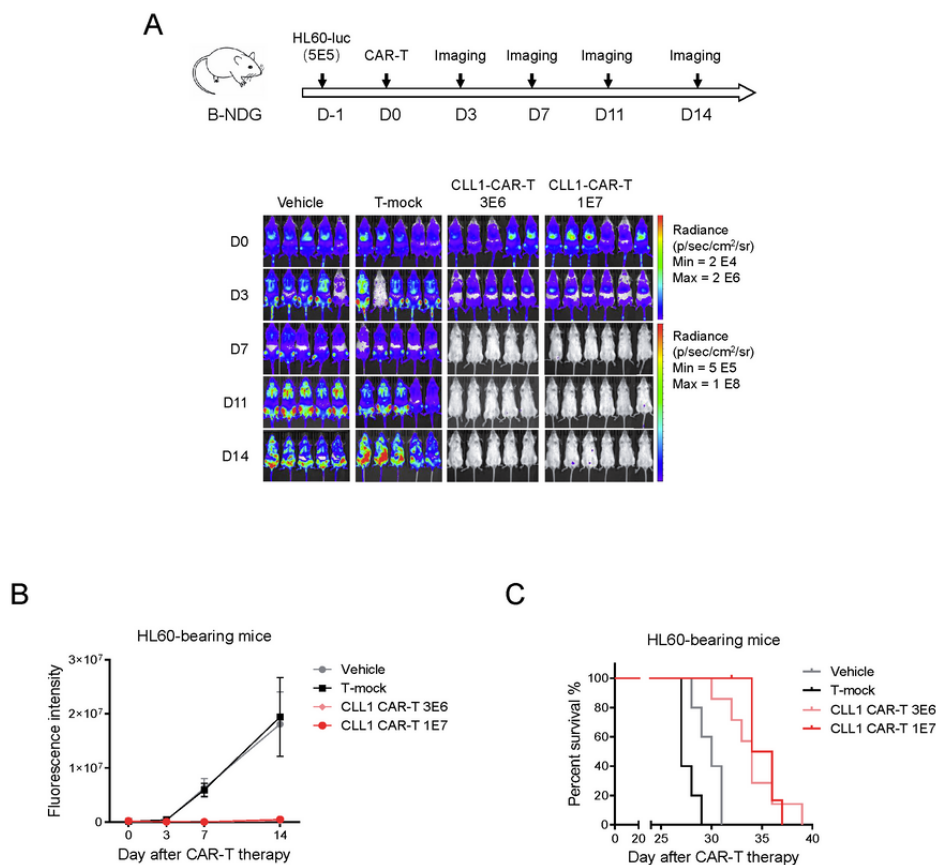 A
HL60-luc
(5E5)
CAR-T
Imaging
Imaging
Imaging
Imaging
B-NDG
D-1
D0
D3
D7
D11
D14
Vehicle
T-mock
CLL1-CAR-T
3E6
CLL1-CAR-T
1E7
D0
D3
D7
D11
D14
Radiance
(p/sec/cm²/sr)
Min = 2 E4
Max = 2 E6
Radiance
(p/sec/cm²/sr)
Min = 5 E5
Max = 1 E8
B
HL60-bearing mice
Fluorescence intensity
3×10⁷
2×10⁷
1×10⁷
0
0
3
7
14
Day after CAR-T therapy
Vehicle
T-mock
CLL1 CAR-T 3E6
CLL1 CAR-T 1E7
C
HL60-bearing mice
Percent survival %
100
80
60
40
20
0
0
20
25
30
35
40
Day after CAR-T therapy
Vehicle
T-mock
CLL1 CAR-T 3E6
CLL1 CAR-T 1E7